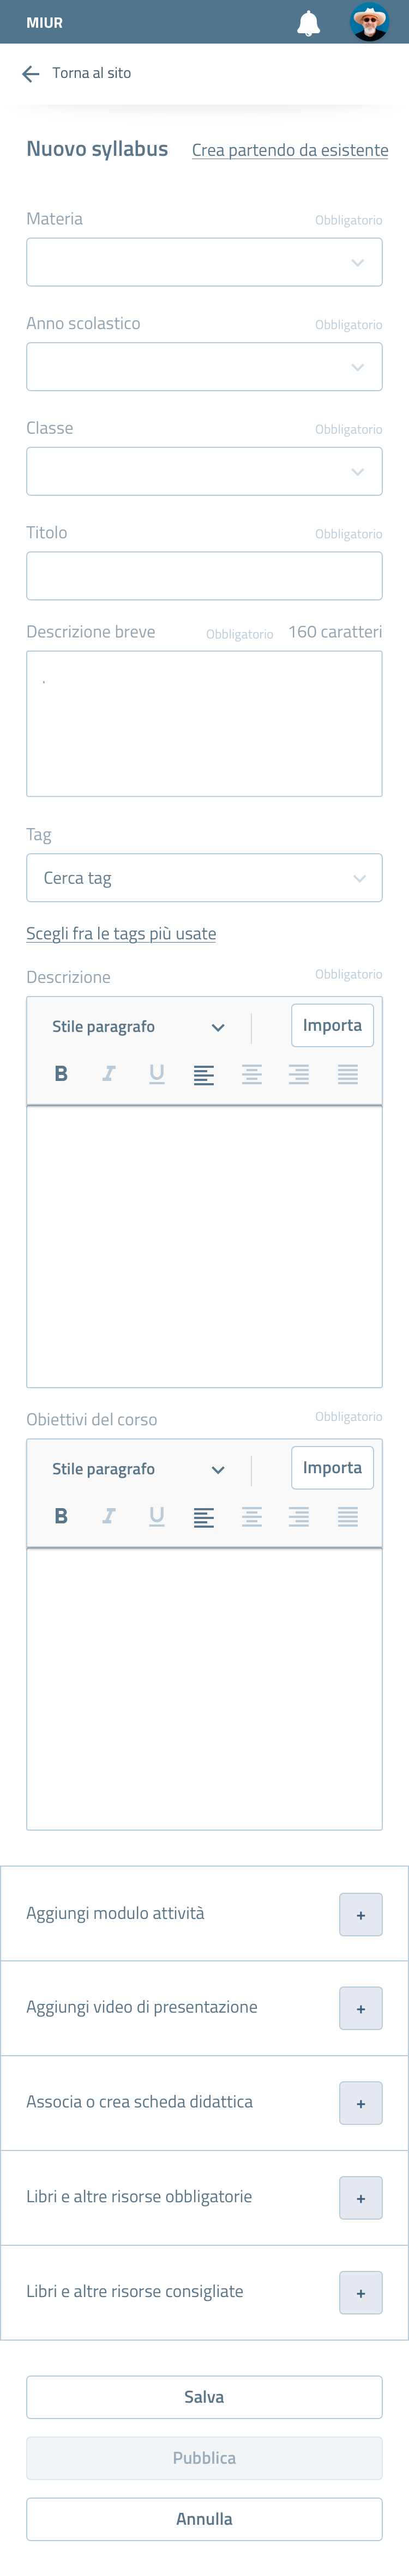 MIUR
Torna al sito
Nuovo syllabus Crea partendo da esistente
Materia Obbligatorio
Anno scolastico Obbligatorio
Classe Obbligatorio
Titolo Obbligatorio
Descrizione breve Obbligatorio 160 caratteri
.
Tag
Cerca tag
Scegli fra le tags più usate
Descrizione Obbligatorio
Stile paragrafo Importa
B I U
Obiettivi del corso Obbligatorio
Stile paragrafo Importa
B I U
Aggiungi modulo attività +
Aggiungi video di presentazione +
Associa o crea scheda didattica +
Libri e altre risorse obbligatorie +
Libri e altre risorse consigliate +
Salva
Pubblica
Annulla